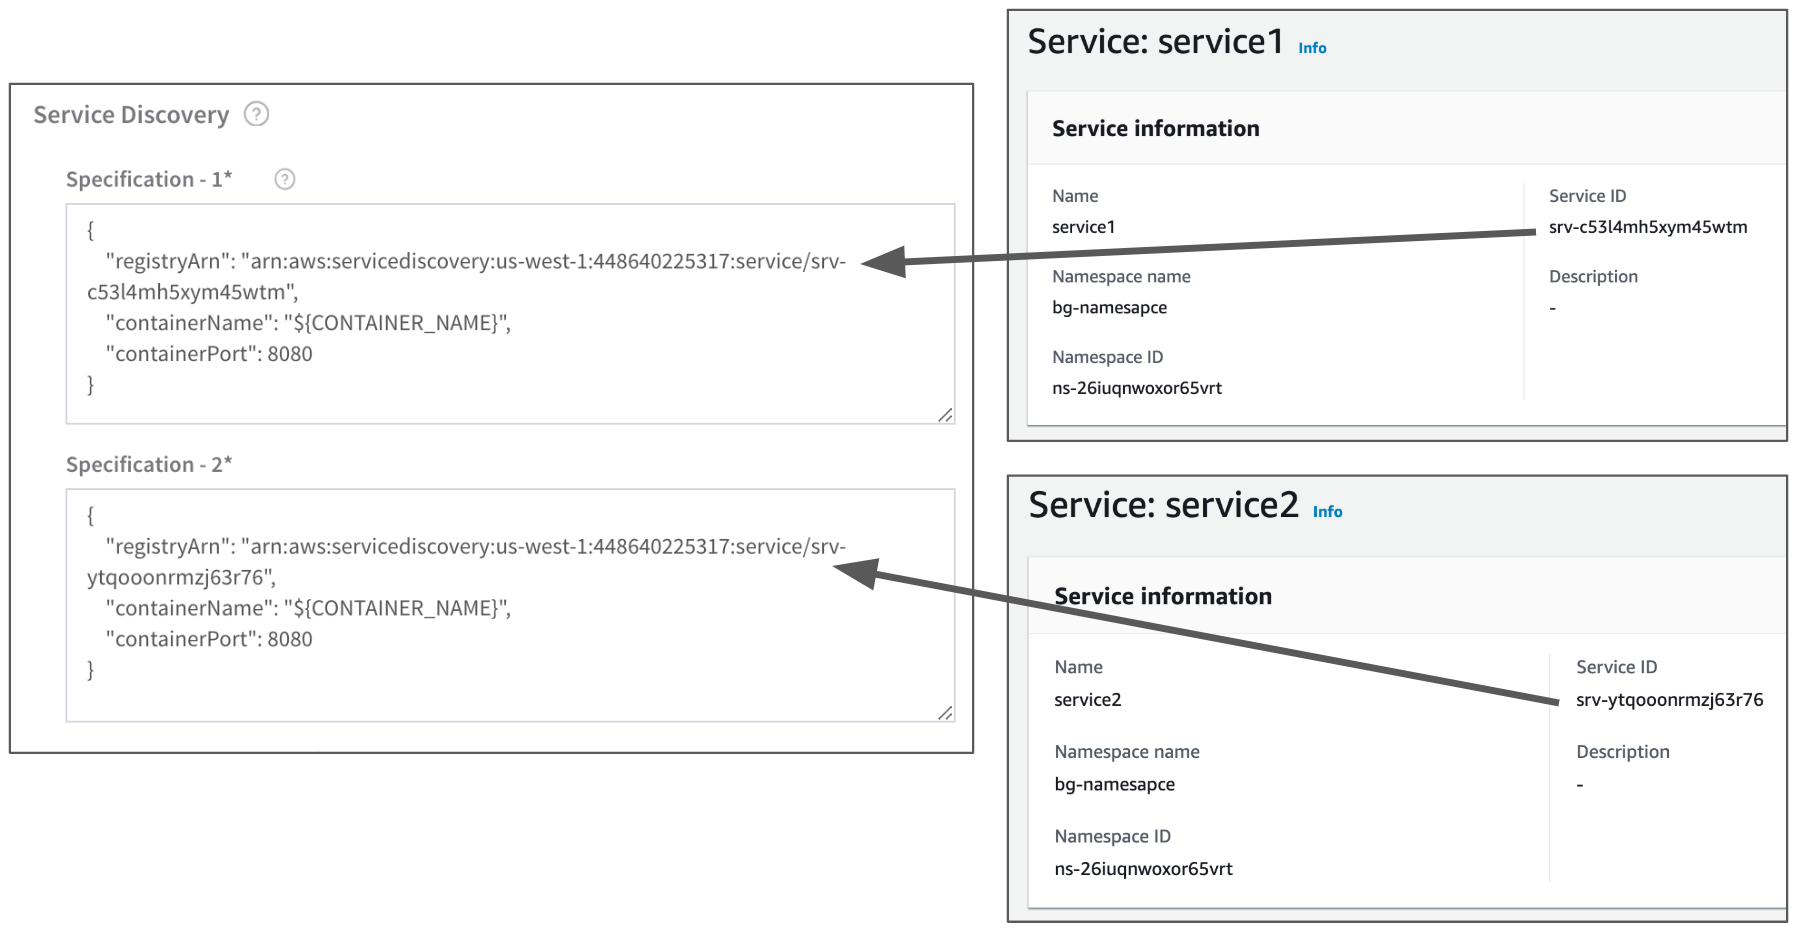 Service Discovery ?
Specification - 1* ?
{
"registryArn": "arn:aws:servicediscovery:us-west-1:448640225317:service/srv-
c53l4mh5xym45wtm",
"containerName": "${CONTAINER_NAME}",
"containerPort": 8080
}
Specification - 2*
{
"registryArn": "arn:aws:servicediscovery:us-west-1:448640225317:service/srv-
ytqooonrmzj63r76",
"containerName": "${CONTAINER_NAME}",
"containerPort": 8080
}
Service: service1 Info
Service information
Name
service1
Namespace name
bg-namesapce
Namespace ID
ns-26iuqnwoxor65vrt
Service ID
srv-c53l4mh5xym45wtm
Description
-
Service: service2 Info
Service information
Name
service2
Namespace name
bg-namesapce
Namespace ID
ns-26iuqnwoxor65vrt
Service ID
srv-ytqooonrmzj63r76
Description
-